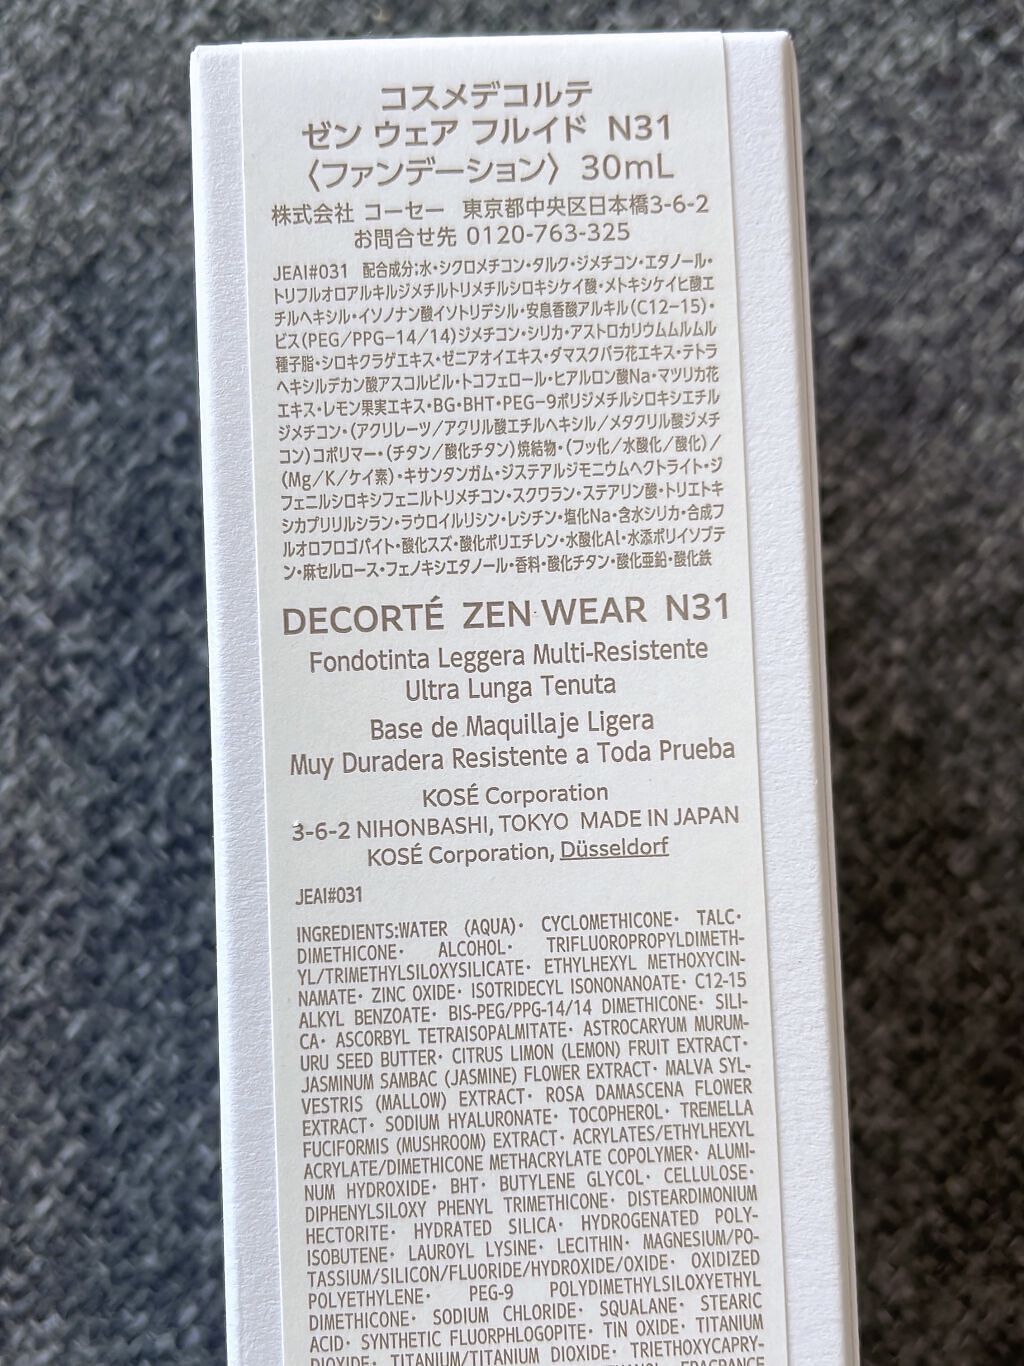 コスメデコルテ
ゼン ウェア フルイド N31
〈ファンデーション〉 30mL
株式会社 コーセー 東京都中央区日本橋3-6-2
お問合せ先 0120-763-325
JEAI#031 配合成分:水・シクロメチコン・タルク・ジメチコン・エタノール・
トリフルオロアルキルジメチルトリメチルシロキシケイ酸・メトキシケイヒ酸エ
チルヘキシル・イソノナン酸イソトリデシル・安息香酸アルキル(C12−15)・
ビス(PEG/PPG−14/14)ジメチコン・シリカ・アストロカリウムムルムル
種子脂・シロキクラゲエキス・ゼニアオイエキス・ダマスクバラ花エキス・テトラ
ヘキシルデカン酸アスコルビル・トコフェロール・ヒアルロン酸Na・マツリカ花
エキス・レモン果実エキス・BG・BHT・PEG−9ポリジメチルシロキシエチル
ジメチコン・(アクリレーツ/アクリル酸エチルヘキシル/メタクリル酸ジメチ
コン)コポリマー・(チタン/酸化チタン)焼結物・(フッ化/水酸化/酸化)/
(Mg/K/ケイ素)・キサンタンガム・ジステアルジモニウムヘクトライト・ジ
フェニルシロキシフェニルトリメチコン・スクワラン・ステアリン酸・トリエトキ
シカプリリルシラン・ラウロイルリシン・レシチン・塩化Na・含水シリカ・合成フ
ルオロフロゴパイト・酸化スズ・酸化ポリエチレン・水酸化Al・水添ポリイソブテ
ン・麻セルロース・フェノキシエタノール・香料・酸化チタン・酸化亜鉛・酸化鉄
DECORTÉ ZEN WEAR N31
Fondotinta Leggera Multi-Resistente
Ultra Lunga Tenuta
Base de Maquillaje Ligera
Muy Duradera Resistente a Toda Prueba
KOSÉ Corporation
3-6-2 NIHONBASHI, TOKYO MADE IN JAPAN
KOSÉ Corporation, Düsseldorf
JEAI#031
INGREDIENTS:WATER (AQUA)· CYCLOMETHICONE· TALC·
DIMETHICONE· ALCOHOL· TRIFLUOROPROPYLDIMETH-
YL/TRIMETHYLSILOXYSILICATE· ETHYLHEXYL METHOXYCIN-
NAMATE· ZINC OXIDE· ISOTRIDECYL ISONONANOATE· C12-15
ALKYL BENZOATE· BIS-PEG/PPG-14/14 DIMETHICONE· SILI-
CA· ASCORBYL TETRAISOPALMITATE· ASTROCARYUM MURUM-
URU SEED BUTTER· CITRUS LIMON (LEMON) FRUIT EXTRACT·
JASMINUM SAMBAC (JASMINE) FLOWER EXTRACT· MALVA SYL-
VESTRIS (MALLOW) EXTRACT· ROSA DAMASCENA FLOWER
EXTRACT· SODIUM HYALURONATE· TOCOPHEROL· TREMELLA
FUCIFORMIS (MUSHROOM) EXTRACT· ACRYLATES/ETHYLHEXYL
ACRYLATE/DIMETHICONE METHACRYLATE COPOLYMER· ALUMI-
NUM HYDROXIDE· BHT· BUTYLENE GLYCOL· CELLULOSE·
DIPHENYLSILOXY PHENYL TRIMETHICONE· DISTEARDIMONIUM
HECTORITE· HYDRATED SILICA· HYDROGENATED POLY-
ISOBUTENE· LAUROYL LYSINE· LECITHIN· MAGNESIUM/PO-
TASSIUM/SILICON/FLUORIDE/HYDROXIDE/OXIDE· OXIDIZED
POLYETHYLENE· PEG-9 POLYDIMETHYLSILOXYETHYL
DIMETHICONE· SODIUM CHLORIDE· SQUALANE· STEARIC
ACID· SYNTHETIC FLUORPHLOGOPITE· TIN OXIDE· TITANIUM
DIOXIDE· TITANIUM/TITANIUM DIOXIDE· TRIETHOXYCAPRY-
FRAGRANCE